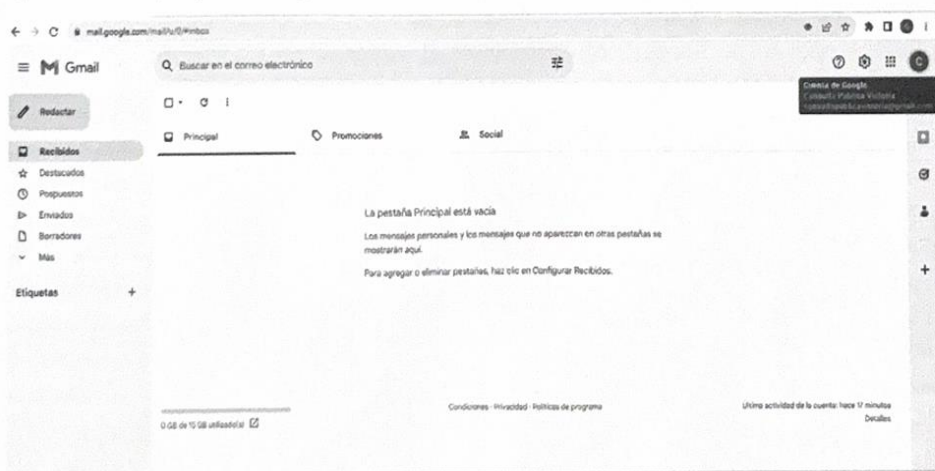 mail.google.com/mail/u/0/#inbox
Gmail
Buscar en el correo electrónico
C
Cuenta de Google
Consulta Pública Victoria
Redactar
Principal
Promociones
Social
Recibidos
Destacados
Pospuestos
Enviados
Borradores
Más
Etiquetas
La pestaña Principal está vacía
Los mensajes personales y los mensajes que no aparezcan en otras pestañas se
mostrarán aquí.
Para agregar o eliminar pestañas, haz clic en Configurar Recibidos.
0 GB de 15 GB utilizado(s)
Condiciones · Privacidad · Políticas de programa
Última actividad de la cuenta: hace 17 minutos
Detalles